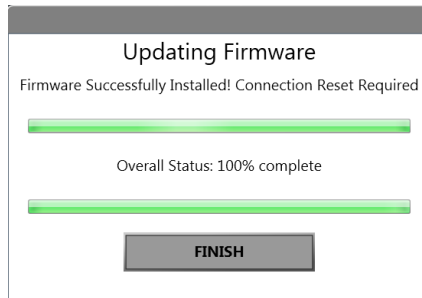 Updating Firmware
Firmware Successfully Installed! Connection Reset Required
Overall Status: 100% complete
FINISH